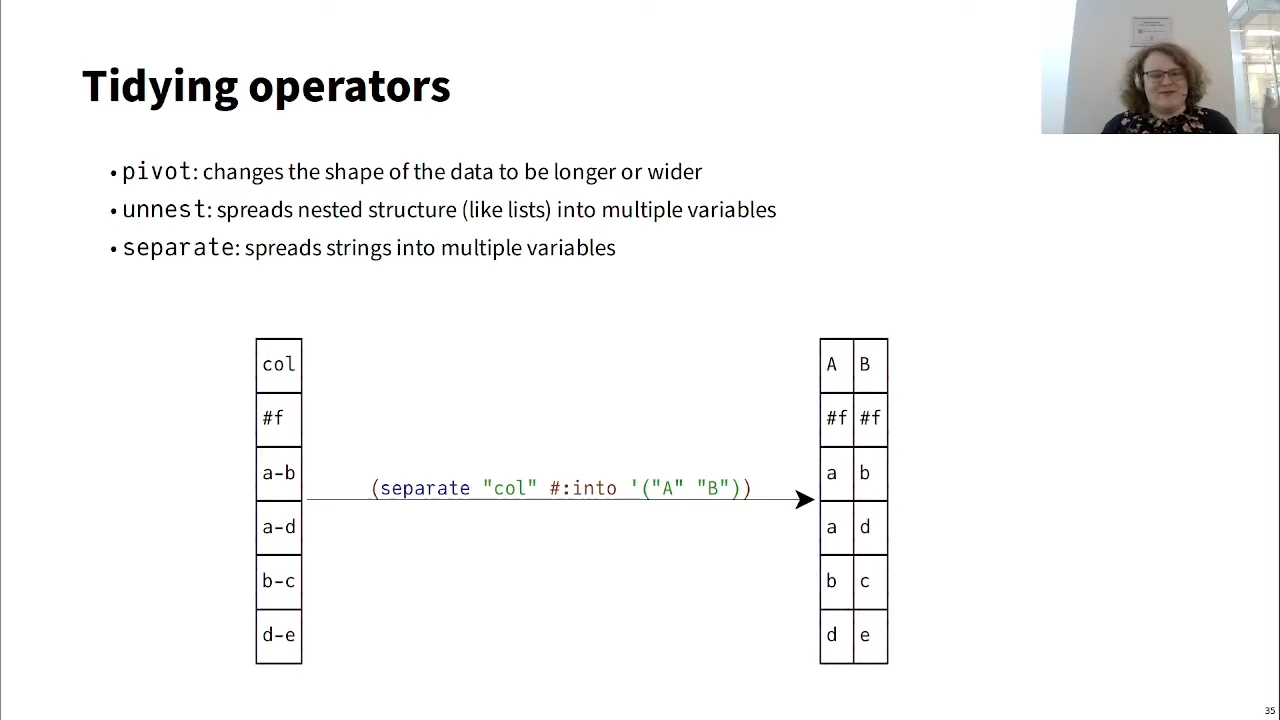 Tidying operators
• pivot: changes the shape of the data to be longer or wider
• unnest: spreads nested structure (like lists) into multiple variables
• separate: spreads strings into multiple variables
col
#f
a-b
a-d
b-c
d-e
(separate "col" #:into '("A" "B"))
A B
#f #f
a b
a d
b c
d e
35